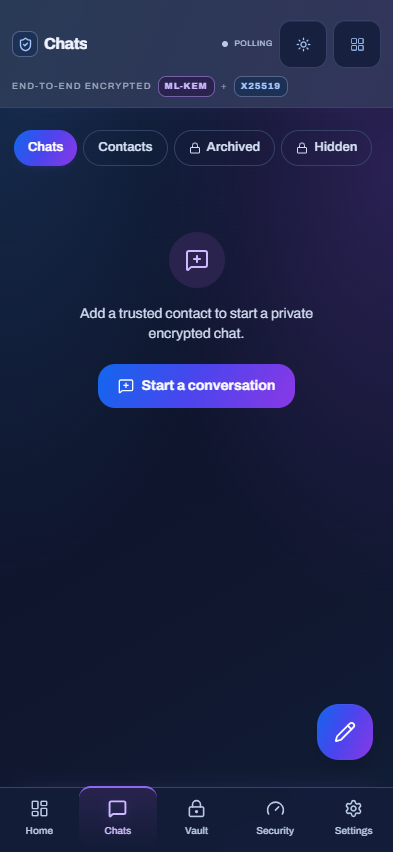 Chats
POLLING
END-TO-END ENCRYPTED ML-KEM + X25519
Chats Contacts Archived Hidden
Add a trusted contact to start a private
encrypted chat.
Start a conversation
Home Chats Vault Security Settings